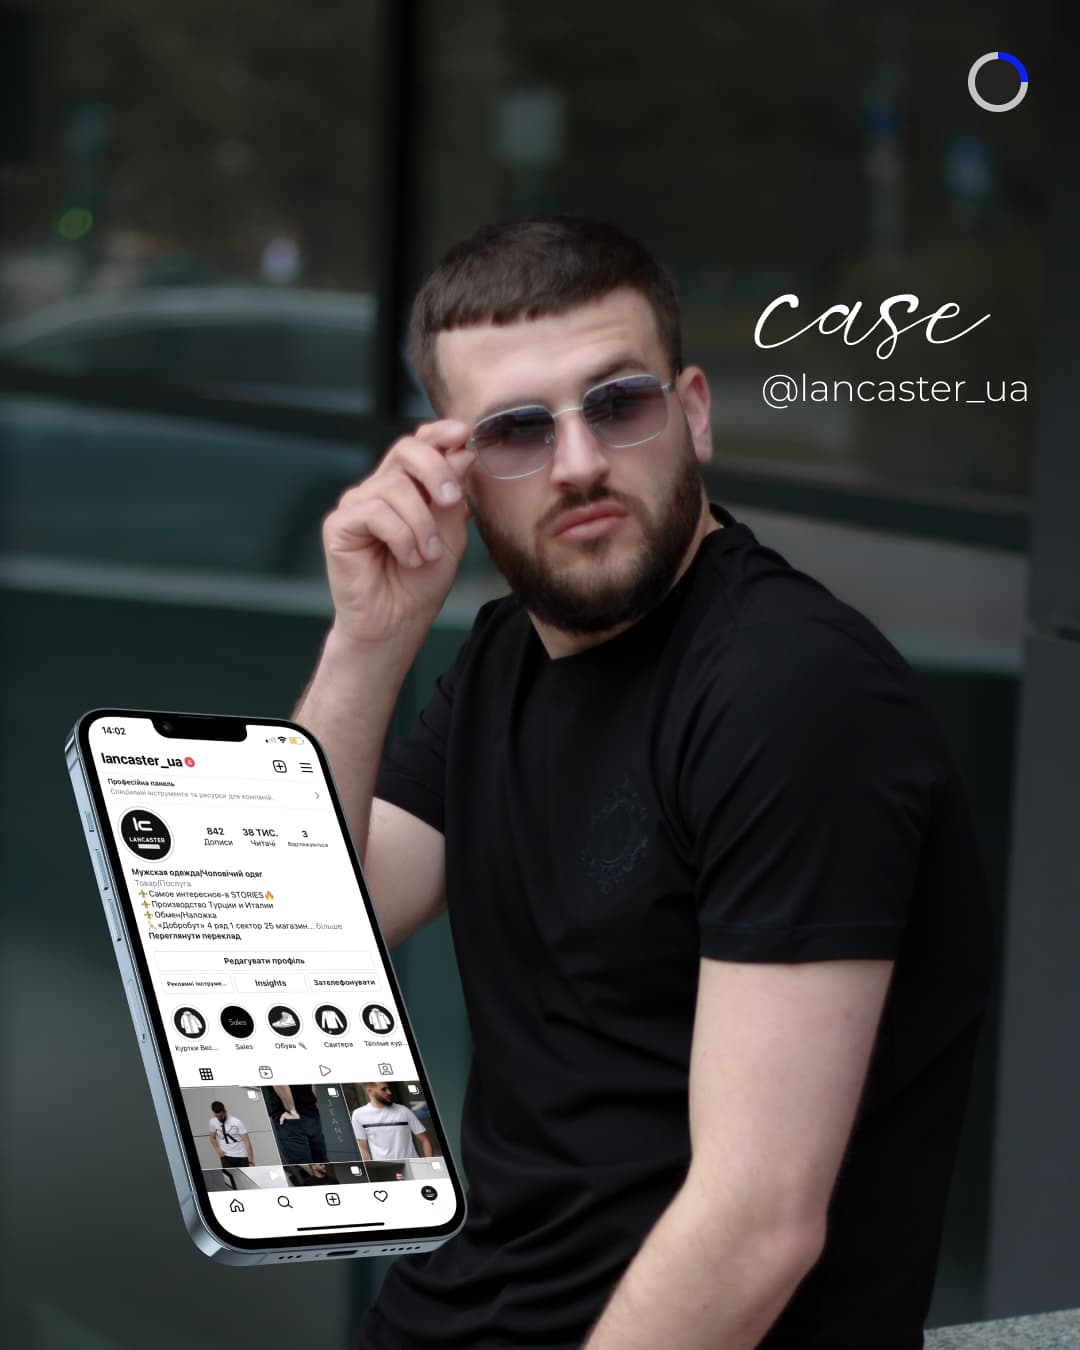 case
@lancaster_ua
14:02
lancaster_ua
Професійна панель
Спеціальні інструменти та ресурси для компаній.
LANCASTER
842 38 ТИС. 3
Дописи Читачі Відстежуються
Мужская одежда/Чоловічий одяг
Товар/Послуга
⚜️Самое интересное-в STORIES🔥
⚜️Производство Турции и Италии
⚜️Обмен/Наложка
«Добробут» 4 ряд 1 сектор 25 магазин... більше
Переглянути переклад
Редагувати профіль
Рекламні інструме... Insights Зателефонувати
Sales
Куртки Вес... Sales Обувь Свитера Тёплые кур...
JEANS